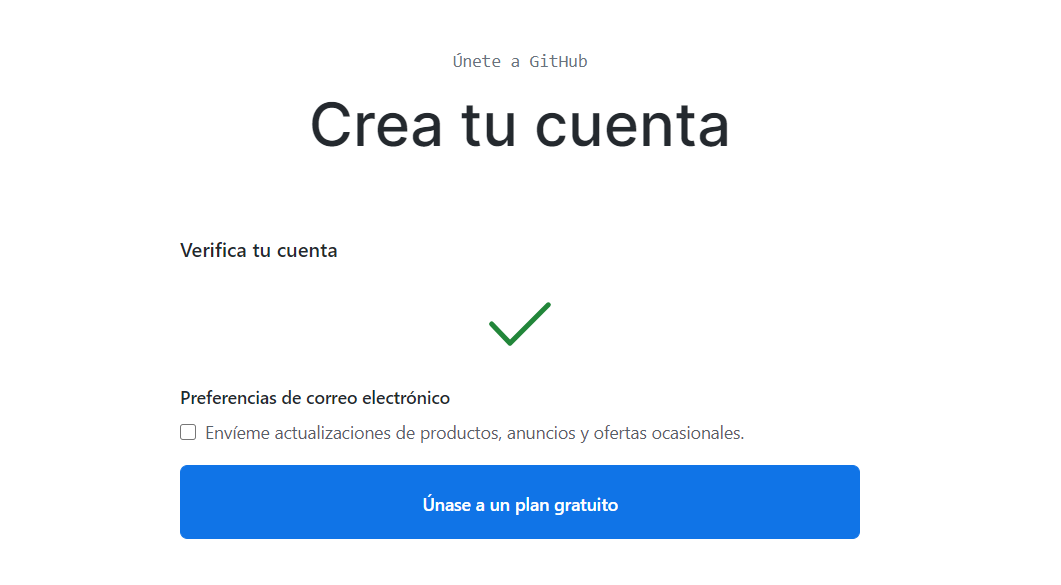 Únete a GitHub
Crea tu cuenta
Verifica tu cuenta
Preferencias de correo electrónico
Envíeme actualizaciones de productos, anuncios y ofertas ocasionales.
Únase a un plan gratuito